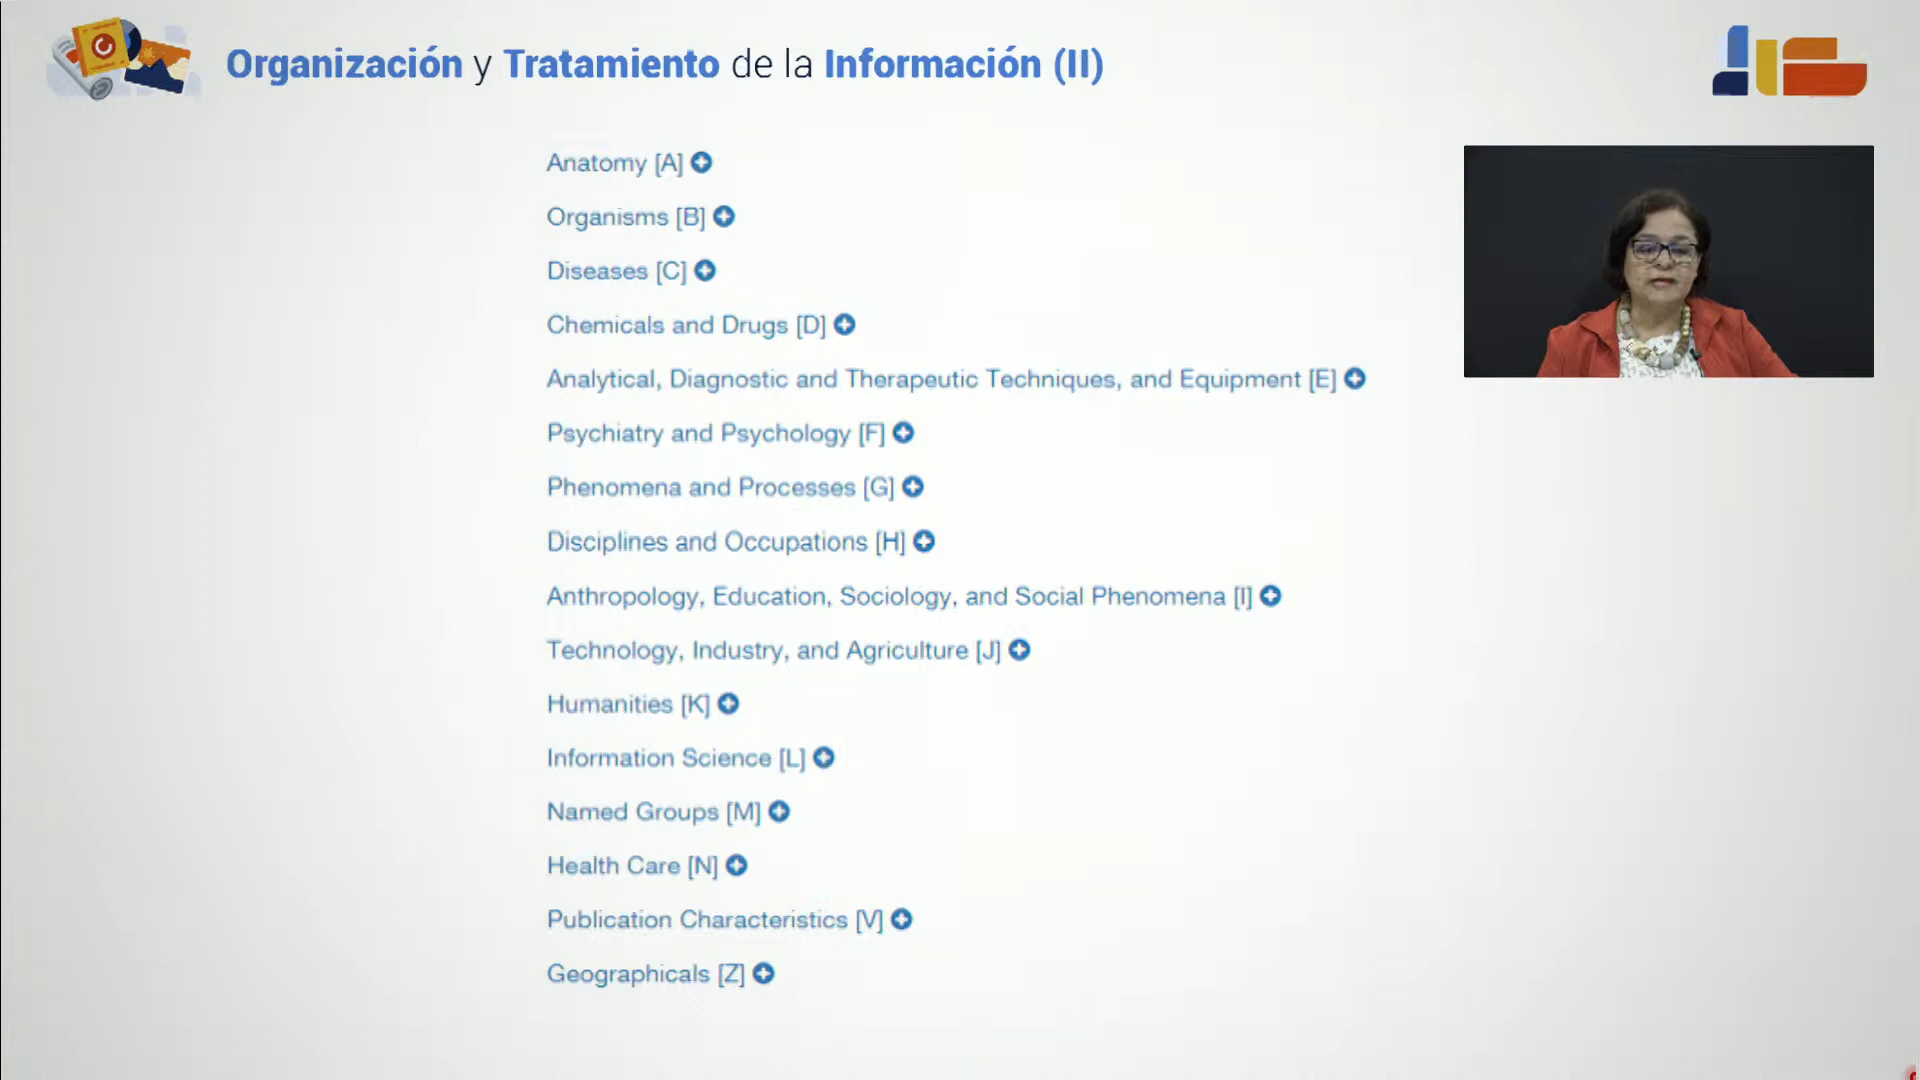 Organización y Tratamiento de la Información (II)
Anatomy [A]
Organisms [B]
Diseases [C]
Chemicals and Drugs [D]
Analytical, Diagnostic and Therapeutic Techniques, and Equipment [E]
Psychiatry and Psychology [F]
Phenomena and Processes [G]
Disciplines and Occupations [H]
Anthropology, Education, Sociology, and Social Phenomena [I]
Technology, Industry, and Agriculture [J]
Humanities [K]
Information Science [L]
Named Groups [M]
Health Care [N]
Publication Characteristics [V]
Geographicals [Z]